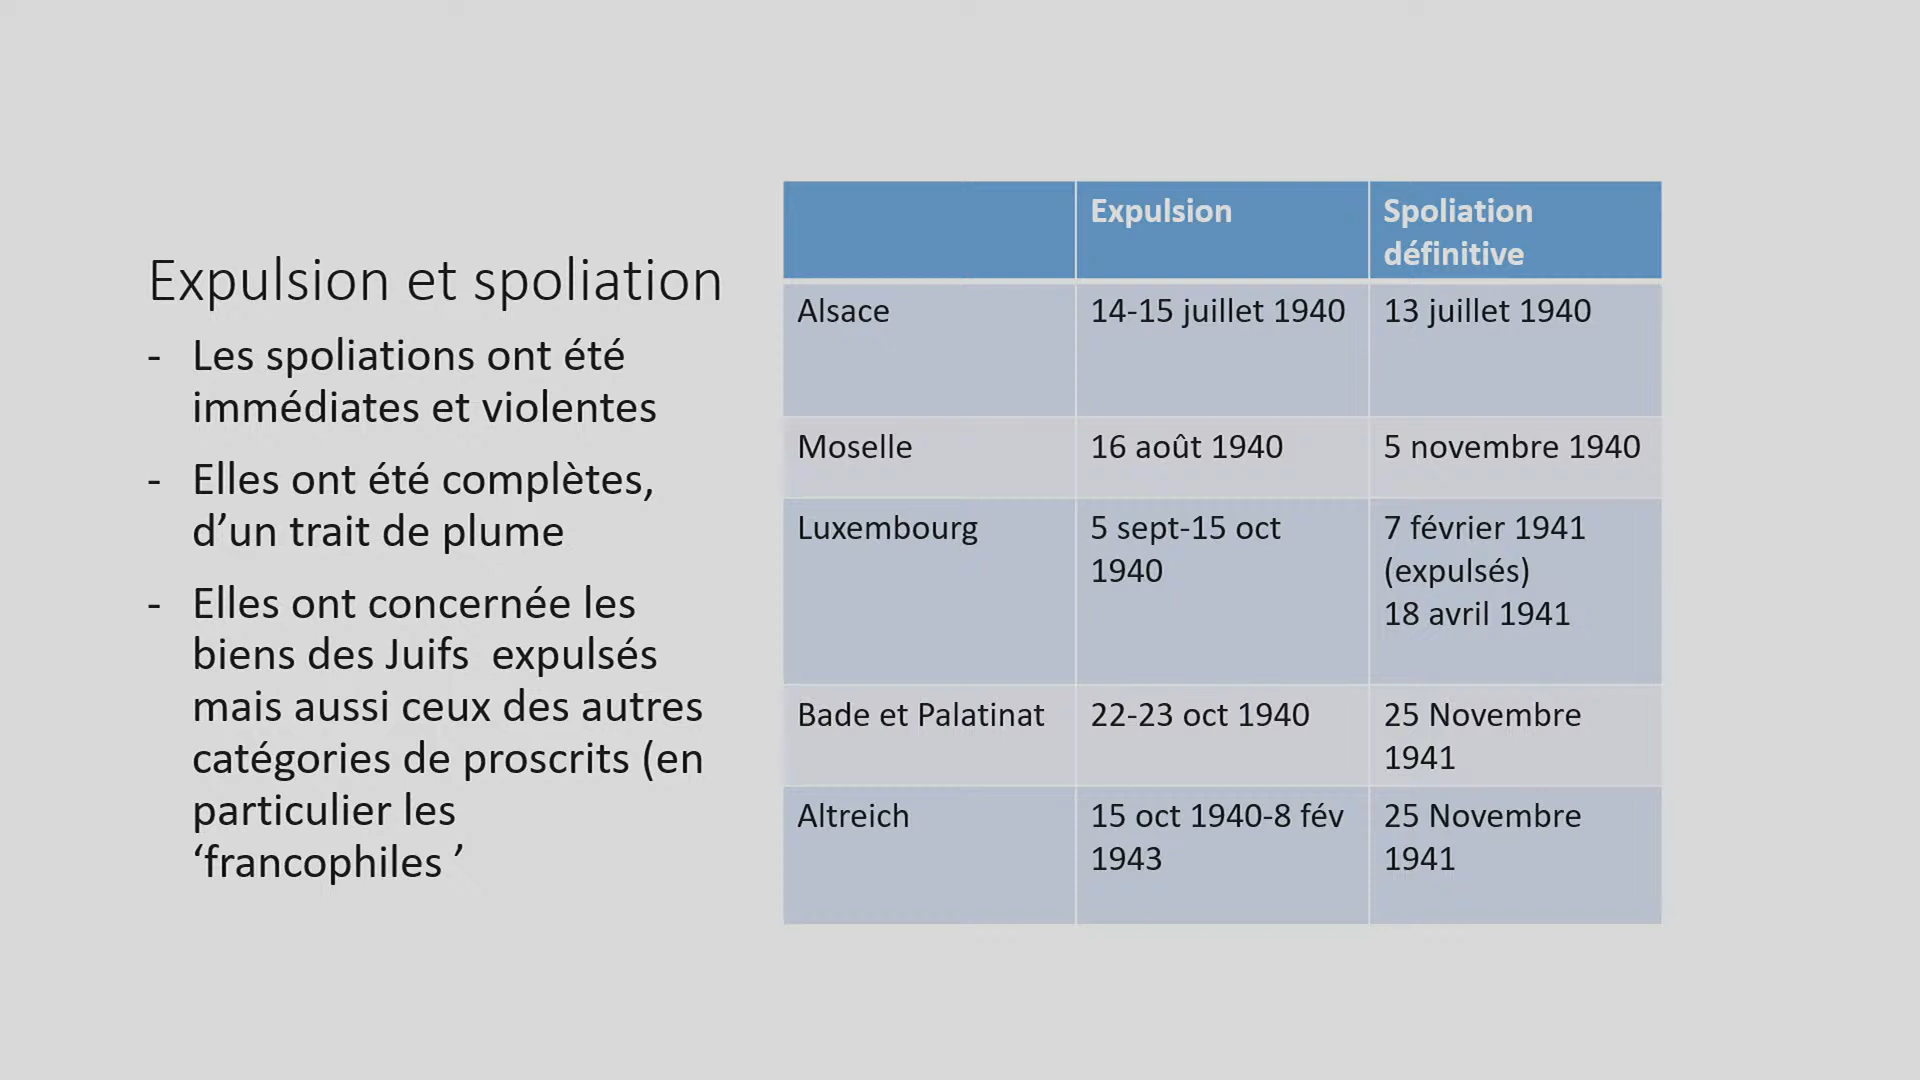 Expulsion et spoliation
- Les spoliations ont été
immédiates et violentes
- Elles ont été complètes,
d’un trait de plume
- Elles ont concernée les
biens des Juifs  expulsés
mais aussi ceux des autres
catégories de proscrits (en
particulier les
‘francophiles ’
Expulsion
Spoliation
définitive
Alsace
14-15 juillet 1940
13 juillet 1940
Moselle
16 août 1940
5 novembre 1940
Luxembourg
5 sept-15 oct
1940
7 février 1941
(expulsés)
18 avril 1941
Bade et Palatinat
22-23 oct 1940
25 Novembre
1941
Altreich
15 oct 1940-8 fév
1943
25 Novembre
1941